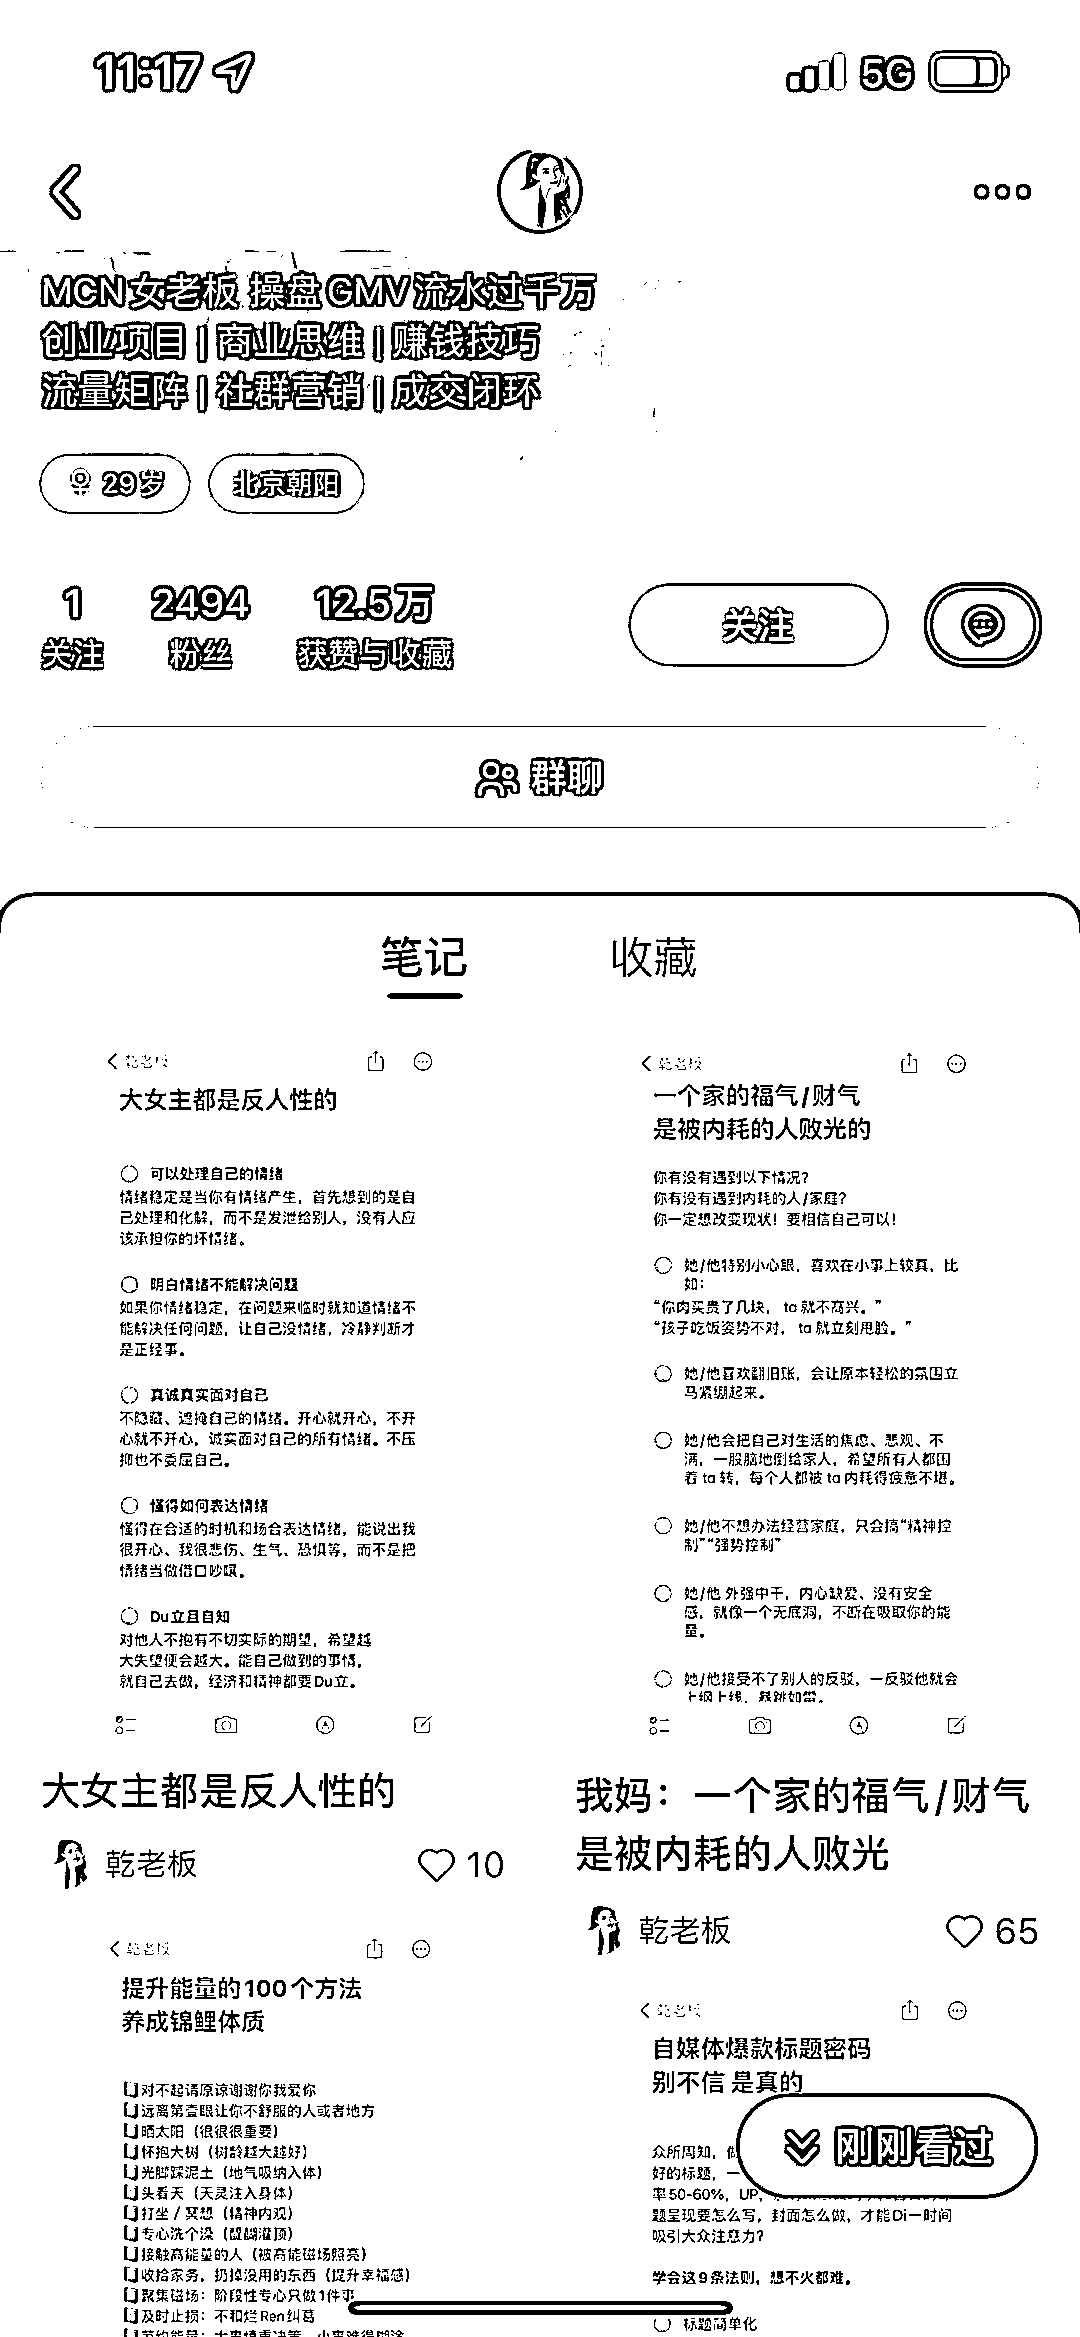 11:17
5G
MCN女老板 操盘GMV流水过千万
创业项目 | 商业思维 | 赚钱技巧
流量矩阵 | 社群营销 | 成交闭环
29岁
北京朝阳
1
关注
2494
粉丝
12.5万
获赞与收藏
关注
群聊
笔记
收藏
乾老板
大女主都是反人性的
可以处理自己的情绪
情绪稳定是当你有情绪产生，首先想到的是自
己处理和化解，而不是发泄给别人，没有人应
该承担你的坏情绪。
明白情绪不能解决问题
如果你情绪稳定，在问题来临时就知道情绪不
能解决任何问题，让自己没情绪，冷静判断才
是正经事。
真诚真实面对自己
不隐藏、遮掩自己的情绪。开心就开心，不开
心就不开心，诚实面对自己的所有情绪。不压
抑也不委屈自己。
懂得如何表达情绪
懂得在合适的时机和场合表达情绪，能说出我
很开心、我很悲伤、生气、恐惧等，而不是把
情绪当做借口吵嘴。
Du立且自知
对他人不抱有不切实际的期望，希望越
大失望便会越大。能自己做到的事情，
就自己去做，经济和精神都要Du立。
大女主都是反人性的
乾老板
10
乾老板
一个家的福气/财气
是被内耗的人败光的
你有没有遇到以下情况？
你有没有遇到内耗的人/家庭？
你一定想改变现状！要相信自己可以！
她/他特别小心眼，喜欢在小事上较真，比
如：
“你肉买贵了几块， ta 就不高兴。”
“孩子吃饭姿势不对， ta 就立刻甩脸。”
她/他喜欢翻旧账，会让原本轻松的氛围立
马紧绷起来。
她/他会把自己对生活的焦虑、悲观、不
满，一股脑地倒给家人，希望所有人都围
着 ta 转，每个人都被 ta 内耗得疲惫不堪。
她/他不想办法经营家庭，只会搞“精神控
制”“强势控制”
她/他 外强中干，内心缺爱、没有安全
感，就像一个无底洞，不断在吸取你的能
量。
她/他接受不了别人的反驳，一反驳他就会
上纲上线，暴跳如雷。
我妈：一个家的福气/财气
是被内耗的人败光
乾老板
65
乾老板
提升能量的100个方法
养成锦鲤体质
对不起请原谅谢谢你我爱你
远离第壹眼让你不舒服的人或者地方
晒太阳（很很很重要）
怀抱大树（树龄越大越好）
光脚踩泥土（地气吸纳入体）
头看天（天灵注入身体）
打坐 / 冥想（精神内观）
专心洗个澡（醍醐灌顶）
接触高能量的人（被高能磁场照亮）
收拾家务，扔掉没用的东西（提升幸福感）
聚集磁场：阶段性专心只做1件事
及时止损：不和烂Ren纠葛
节约能量：大事慎重决策，小事难得糊涂
乾老板
自媒体爆款标题密码
别不信 是真的
众所周知，
好的标题，一
率50-60%，UP，
题呈现要怎么写，封面怎么做，才能Di一时间
吸引大众注意力？
学会这9条法则，想不火都难。
标题简单化
刚刚看过